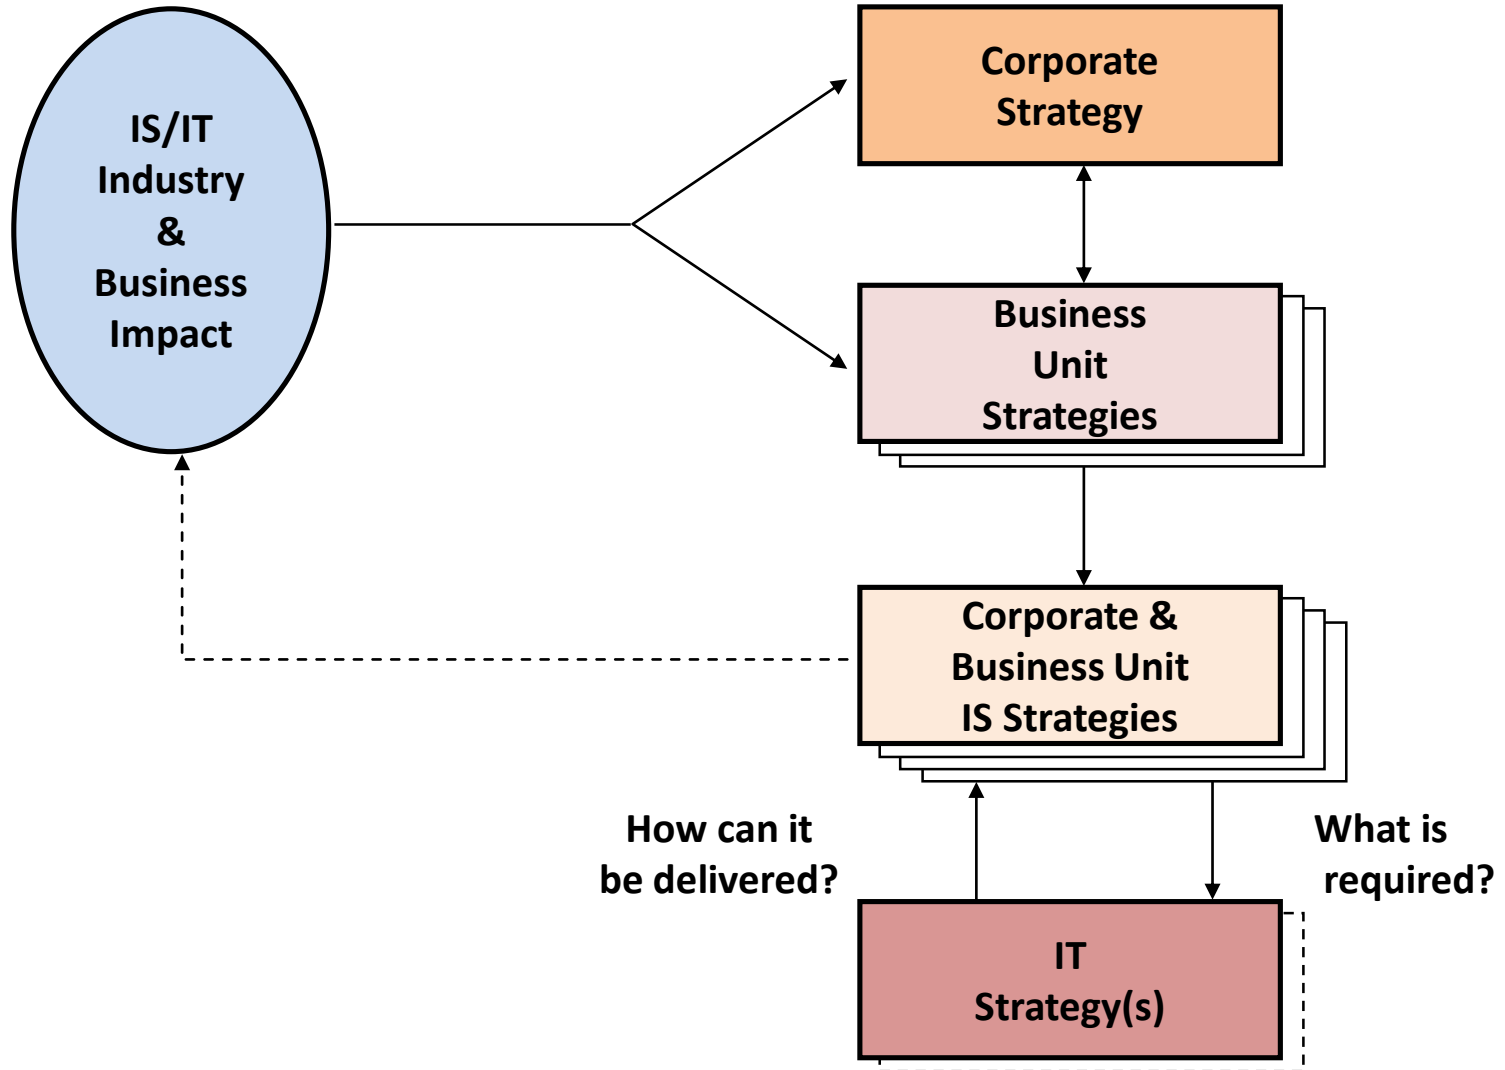 IS/IT
Industry
&
Business
Impact
Corporate
Strategy
Business
Unit
Strategies
Corporate &
Business Unit
IS Strategies
How can it
be delivered?
What is
required?
IT
Strategy(s)